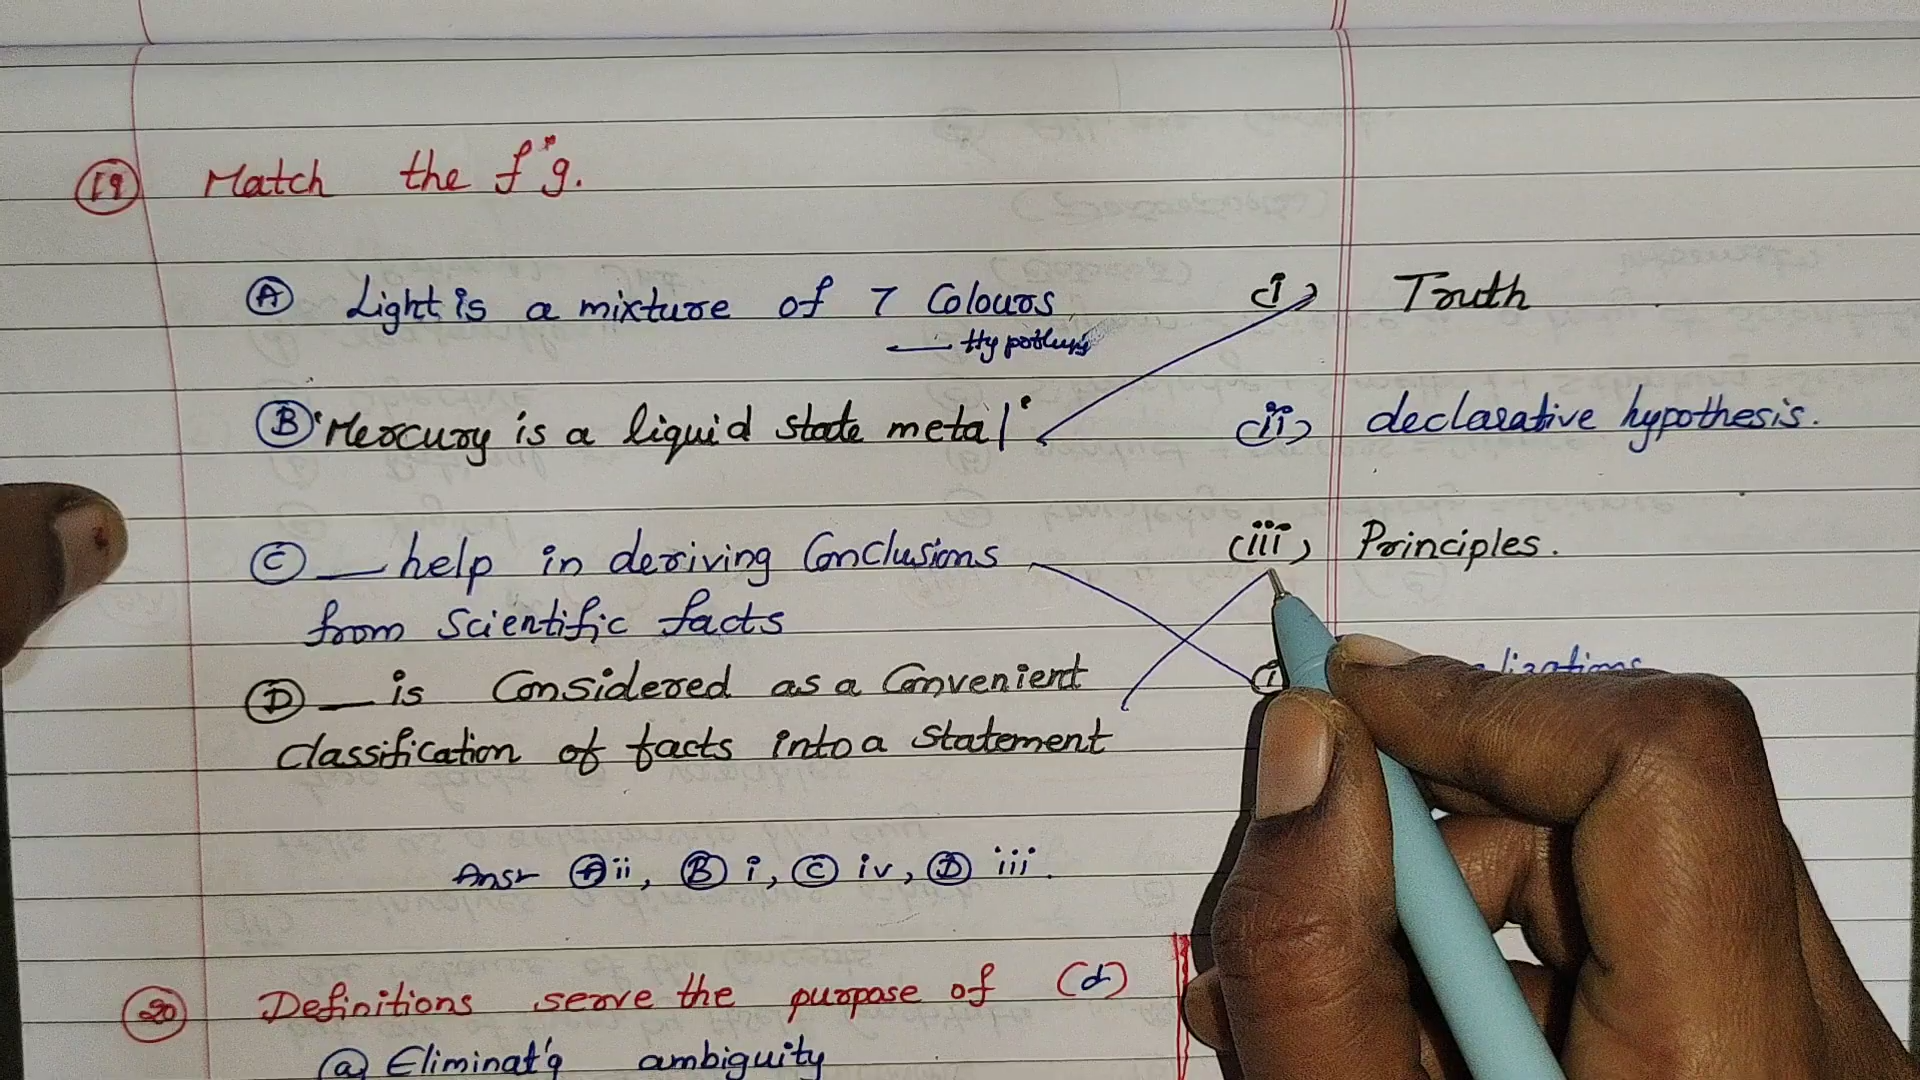 19 Match the f'g.
A Light is a mixture of 7 Colours (i) Truth
— Hypothesis
B 'Mercury is a liquid state metal' (ii) declarative hypothesis.
C — help in deriving Conclusions (iii) Principles.
from Scientific facts
D — is Considered as a Convenient
classification of facts into a statement
Ans A ii, B i, C iv, D iii.
20 Definitions serve the purpose of (d)
(a) Eliminat'g ambiguity